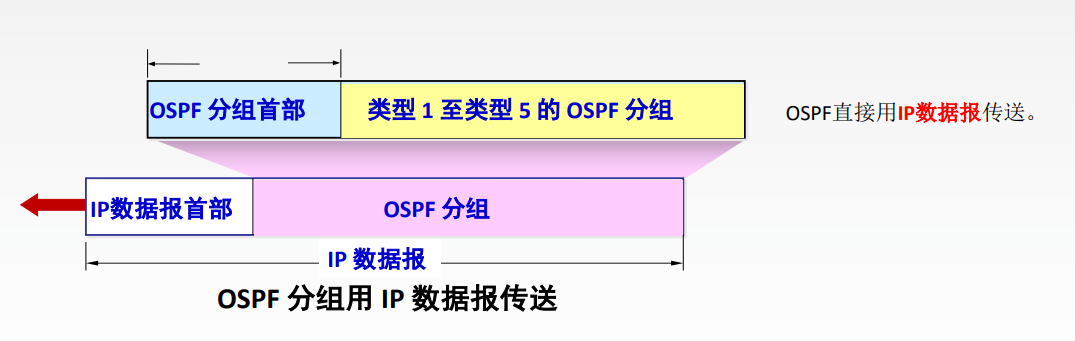 OSPF 分组首部
类型 1 至类型 5 的 OSPF 分组
OSPF直接用IP数据报传送。
IP数据报首部
OSPF 分组
IP 数据报
OSPF 分组用 IP 数据报传送